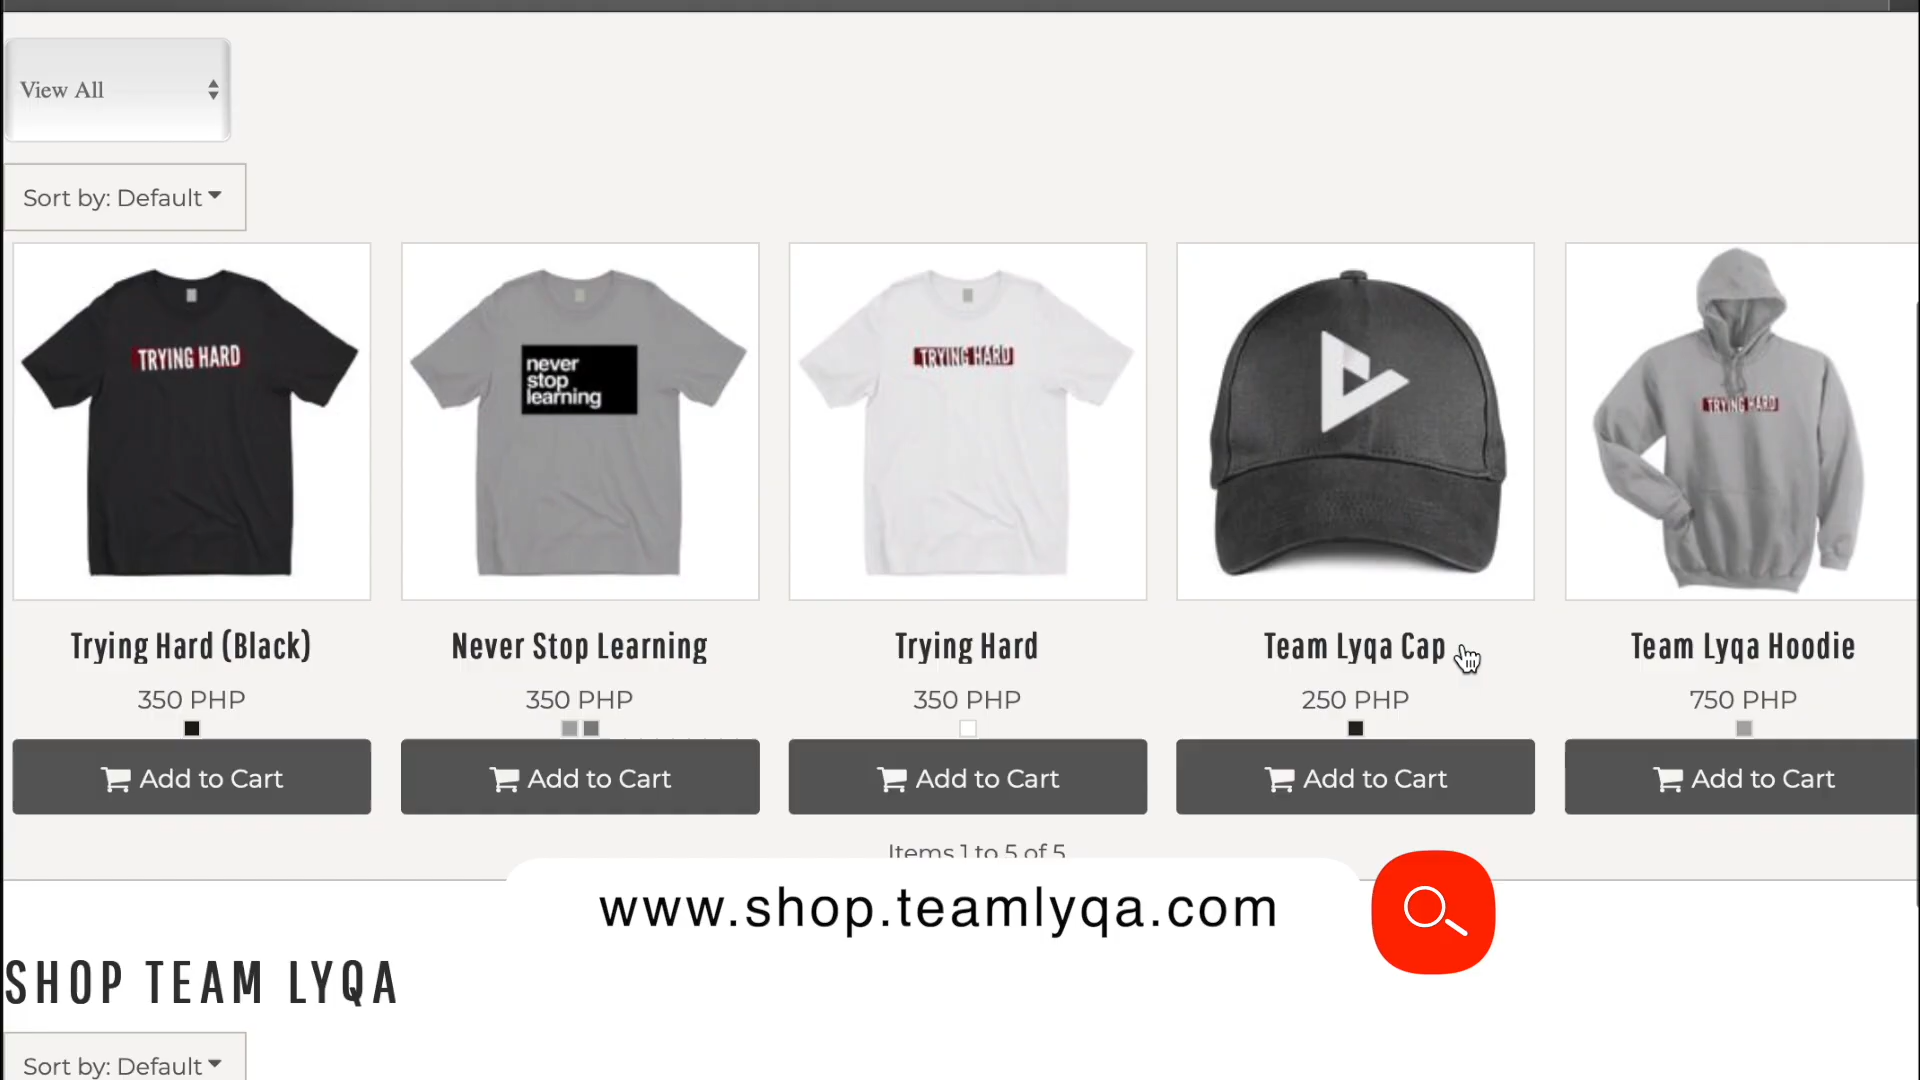 View All
Sort by: Default
TRYING HARD
never
stop
learning
TRYING HARD
TRYING HARD
Trying Hard (Black)
Never Stop Learning
Trying Hard
Team Lyqa Cap
Team Lyqa Hoodie
350 PHP
350 PHP
350 PHP
250 PHP
750 PHP
Add to Cart
Add to Cart
Add to Cart
Add to Cart
Add to Cart
Items 1 to 5 of 5
www.shop.teamlyqa.com
SHOP TEAM LYQA
Sort by: Default